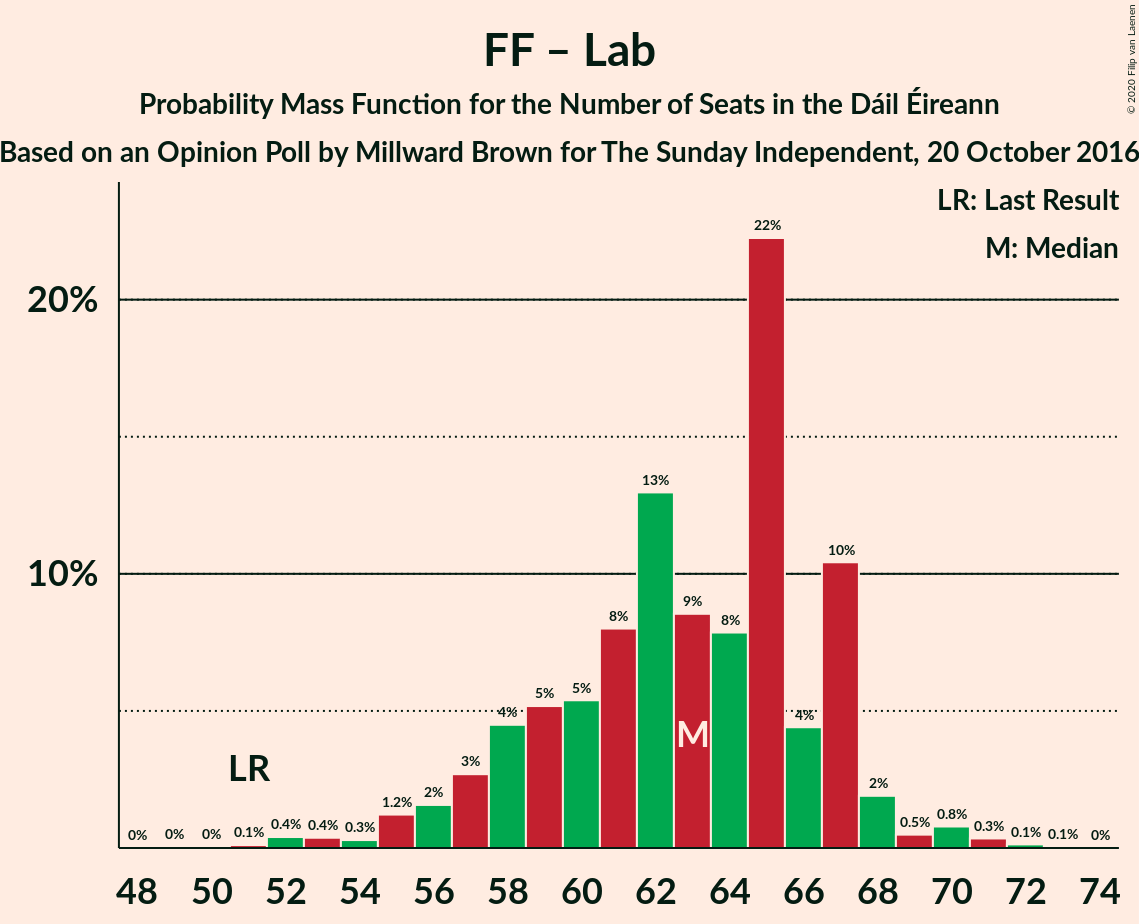 FF – Lab
Probability Mass Function for the Number of Seats in the Dáil Éireann
Based on an Opinion Poll by Millward Brown for The Sunday Independent, 20 October 2016
© 2020 Filip van Laenen
LR: Last Result
M: Median
20%
10%
0% 0% 0% 0.1% 0.4% 0.4% 0.3% 1.2% 2% 3% 4% 5% 5% 8% 13% 9% 8% 22% 4% 10% 2% 0.5% 0.8% 0.3% 0.1% 0.1% 0%
LR
M
48 50 52 54 56 58 60 62 64 66 68 70 72 74